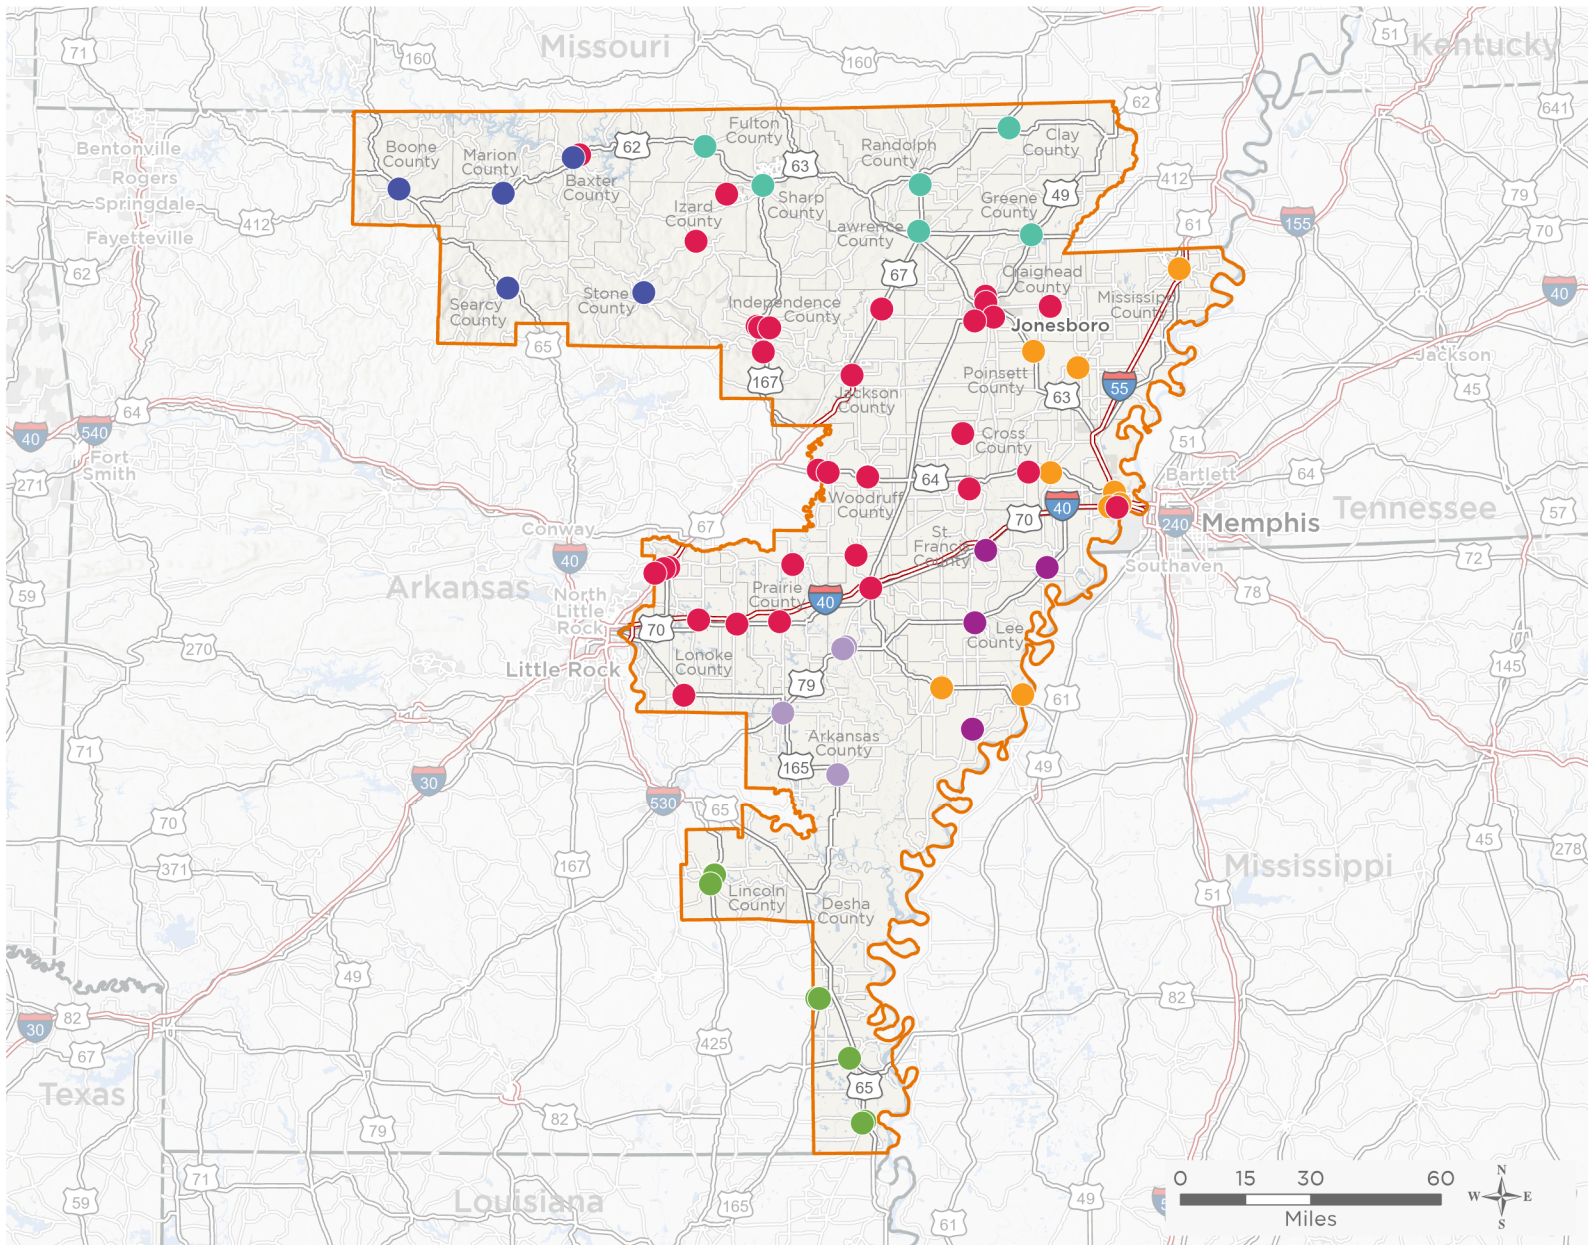 Missouri
Kentucky
71
160
160
51
62
641
Bentonville
Rogers
Springdale
Fayetteville
412
62
Boone
County
Marion
County
Baxter
County
62
Fulton
County
63
Sharp
County
Izard
County
Randolph
County
Clay
County
49
Greene
County
Lawrence
County
412
79
155
61
70
40
67
Craighead
County
Mississippi
County
Jonesboro
Independence
County
Searcy
County
Stone
County
65
167
Jackson
County
Poinsett
County
63
55
Jackson
45
64
540
40
Fort
Smith
271
Cross
County
51
Bartlett
64
64
Woodruff
County
40
70
Tennessee
57
240
Memphis
72
Southaven
78
Conway
67
40
Arkansas
59
North
Little
Rock
St.
Francis
County
Prairie
County
40
70
270
Little Rock
Lonoke
County
Lee
County
79
61
145
71
Arkansas
County
165
49
30
530
65
70
45
278
371
167
Mississippi
51
Lincoln
County
Desha
County
49
82
30
82
67
425
Texas
65
82
79
71
59
Louisiana
165
61
49
5
0 15 30 60
Miles
N
W E
S